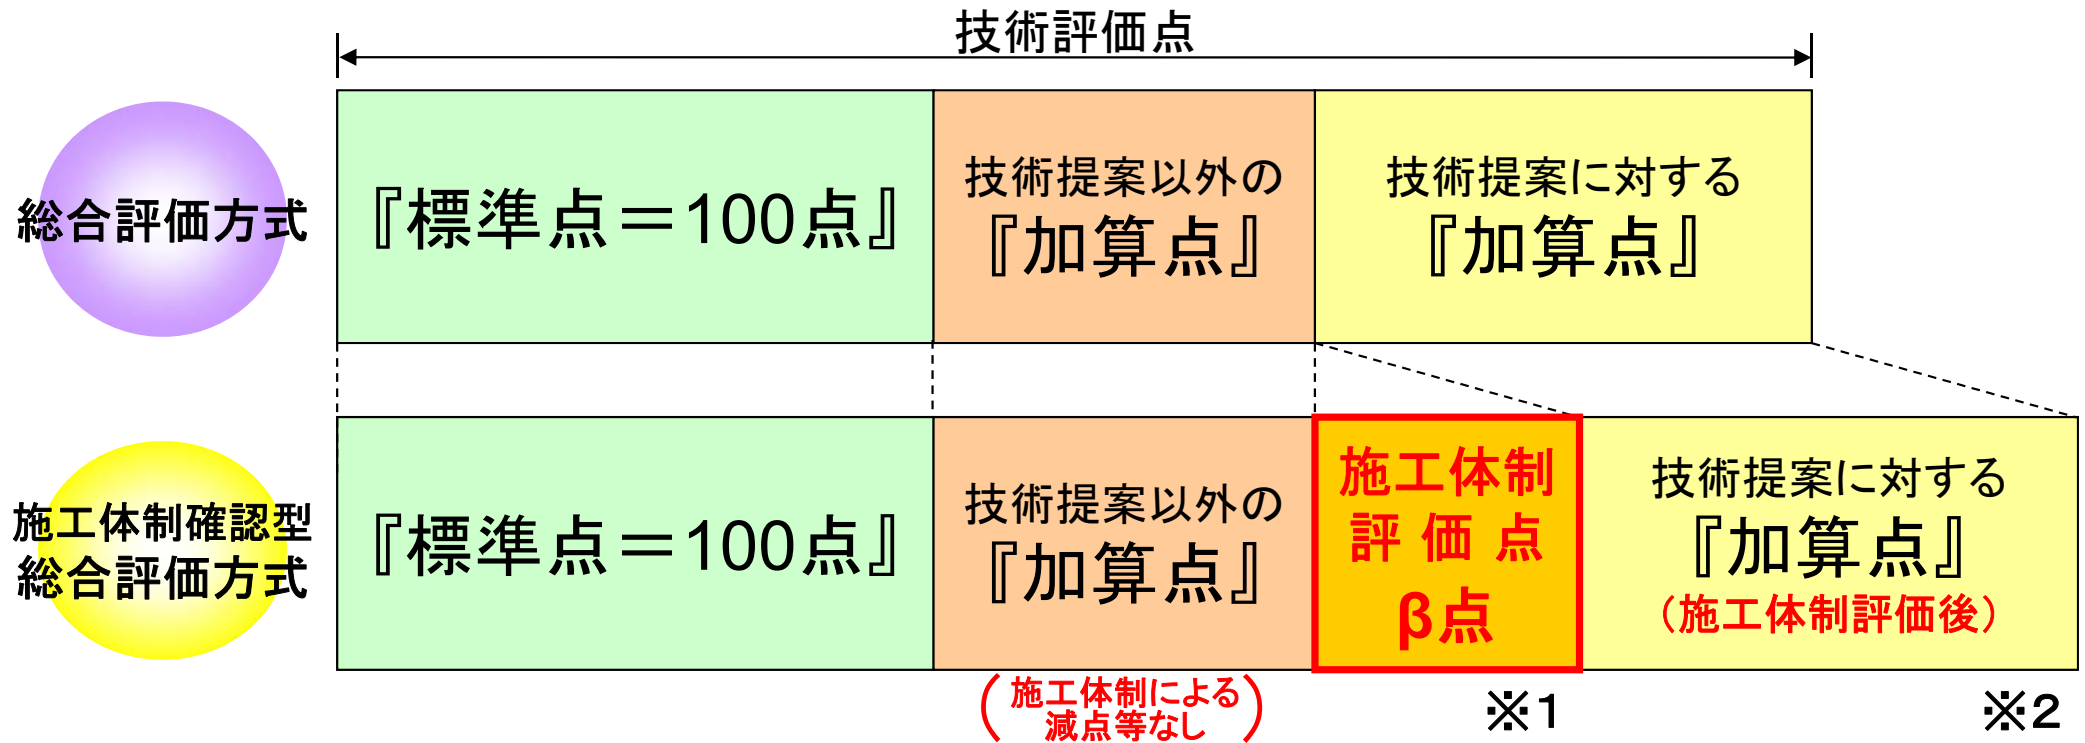 技術評価点
総合評価方式
『標準点＝100点』
技術提案以外の
『加算点』
技術提案に対する
『加算点』
施工体制確認型
総合評価方式
『標準点＝100点』
技術提案以外の
『加算点』
施工体制
評価点
β点
技術提案に対する
『加算点』
（施工体制評価後）
（施工体制による
減点等なし）
※1
※2